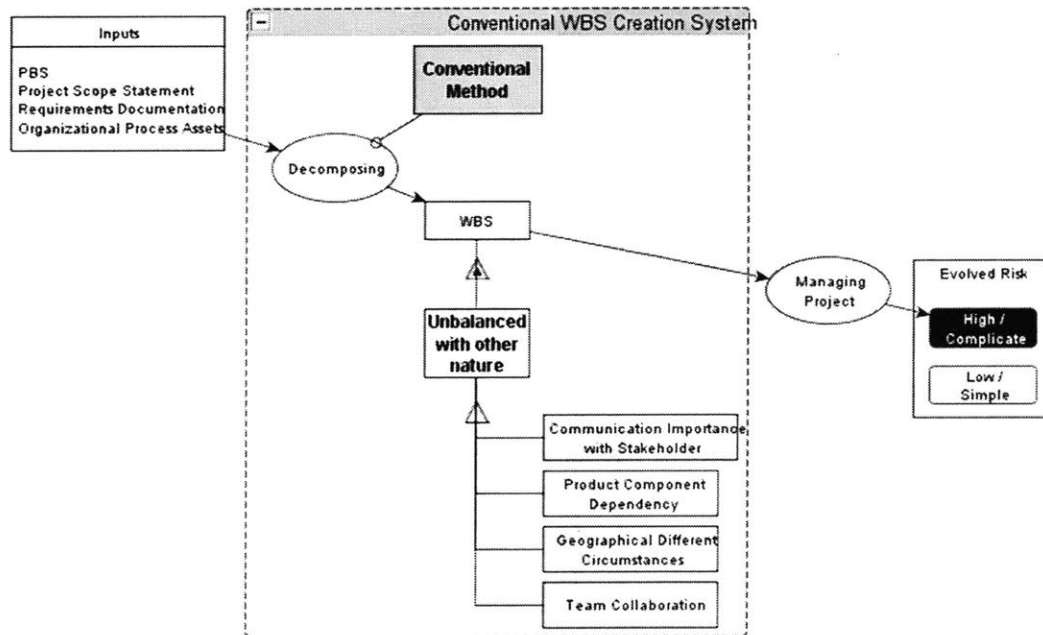 Conventional WBS Creation System
Inputs
PBS
Project Scope Statement
Requirements Documentation
Organizational Process Assets
Conventional
Method
Decomposing
WBS
Managing
Project
Evolved Risk
High /
Complicate
Low /
Simple
Unbalanced
with other
nature
Communication Importance
with Stakeholder
Product Component
Dependency
Geographical Different
Circumstances
Team Collaboration